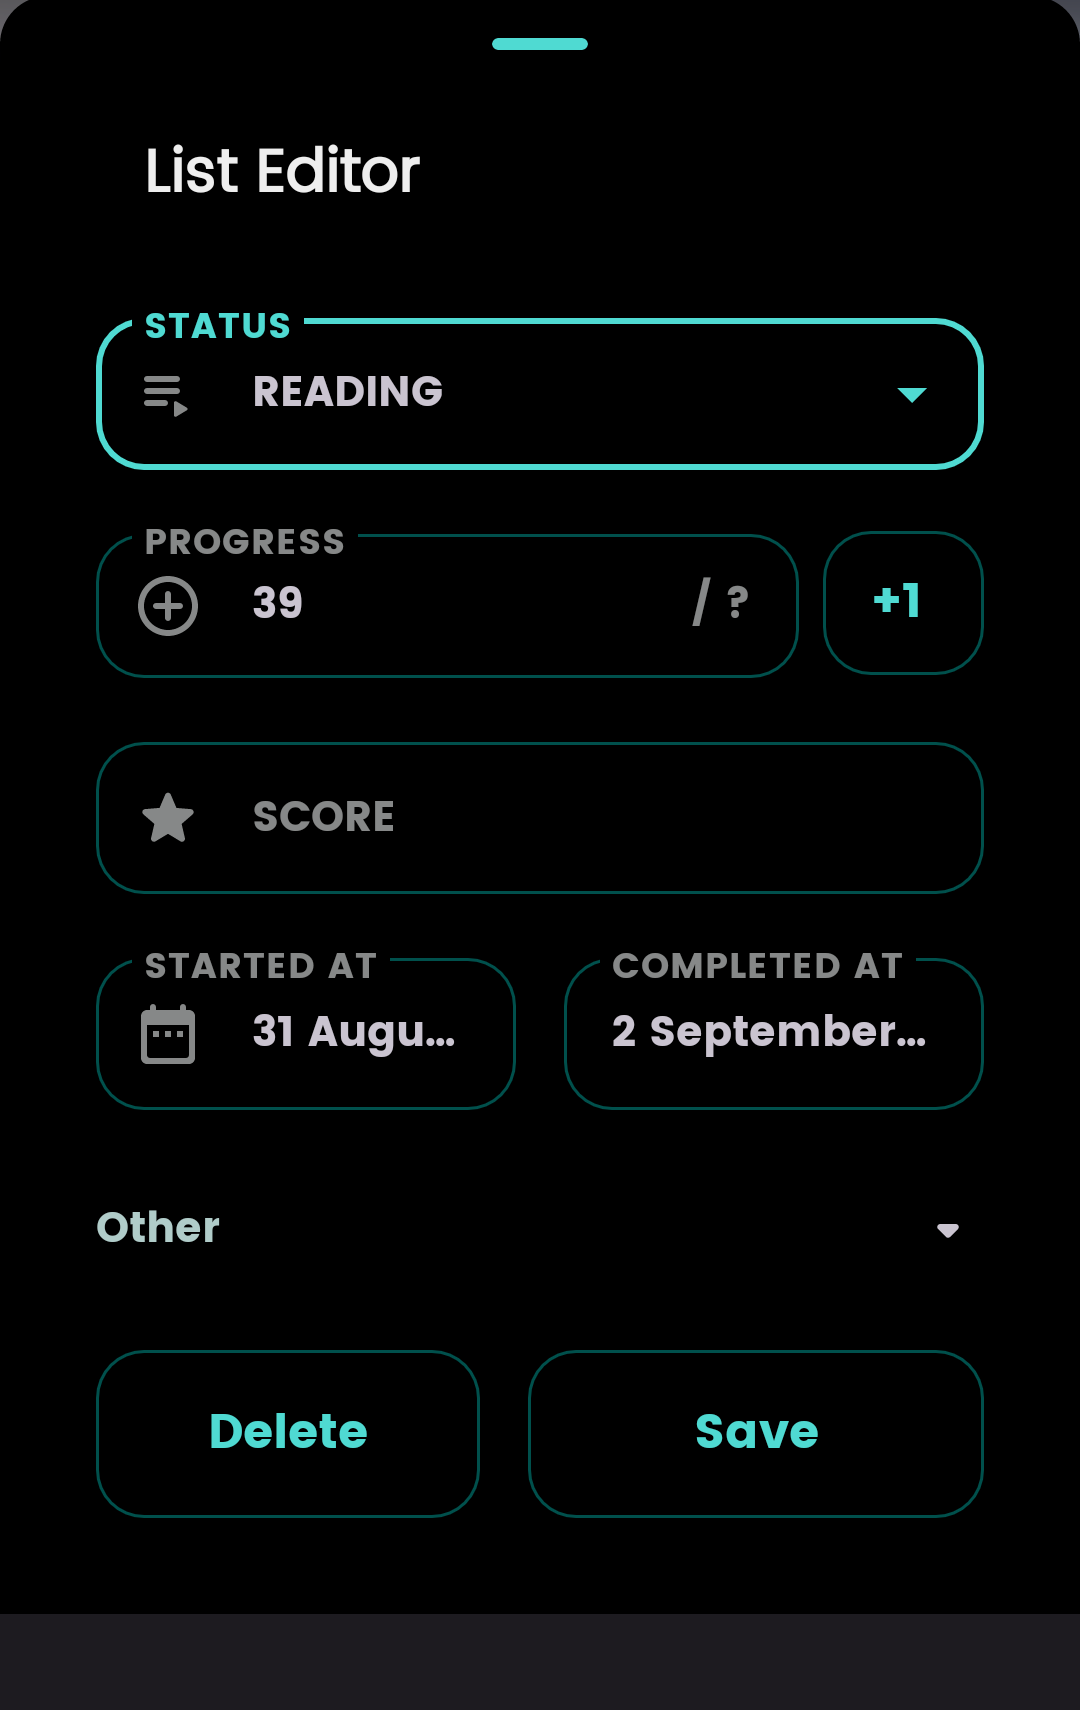 List Editor
STATUS
READING
PROGRESS
39 / ?
+1
SCORE
STARTED AT
31 Augu...
COMPLETED AT
2 September...
Other
Delete
Save